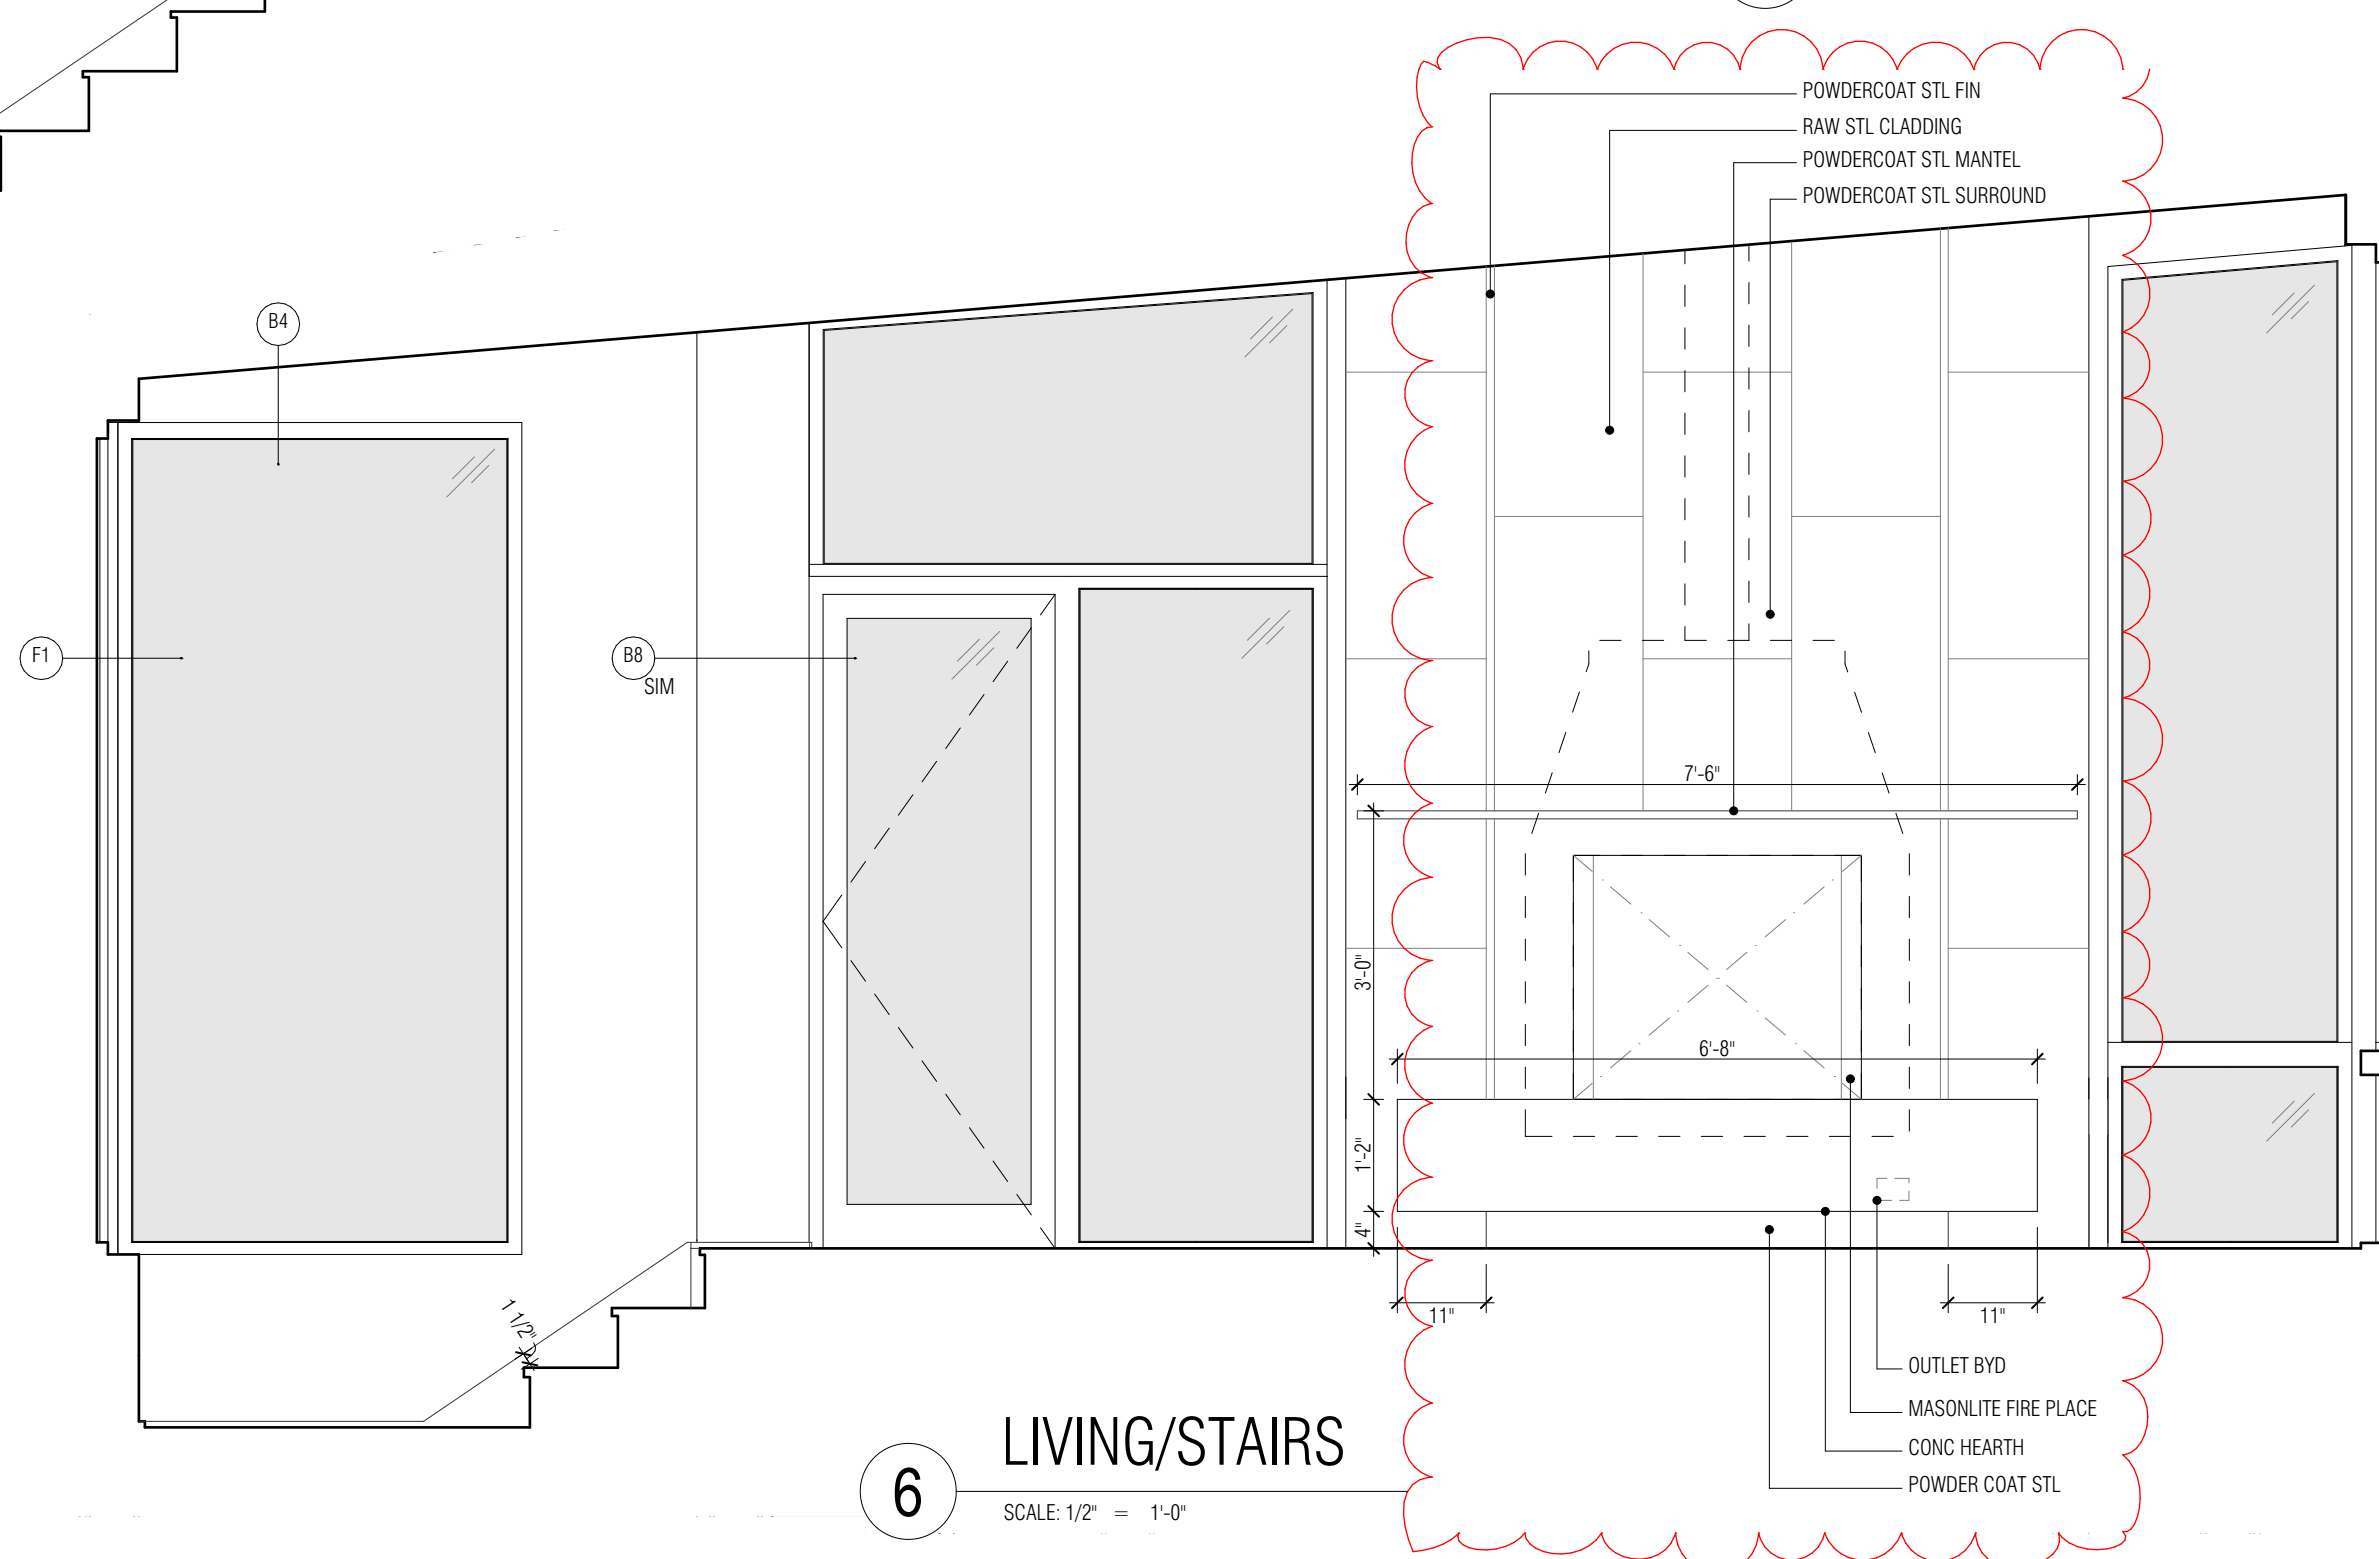 POWDERCOAT STL FIN
RAW STL CLADDING
POWDERCOAT STL MANTEL
POWDERCOAT STL SURROUND
B4
F1
B8
SIM
7'-6"
3'-0"
6'-8"
1'-2"
4"
11"
11"
1 1/2"
OUTLET BYD
MASONLITE FIRE PLACE
CONC HEARTH
POWDER COAT STL
6
LIVING/STAIRS
SCALE: 1/2" = 1'-0"